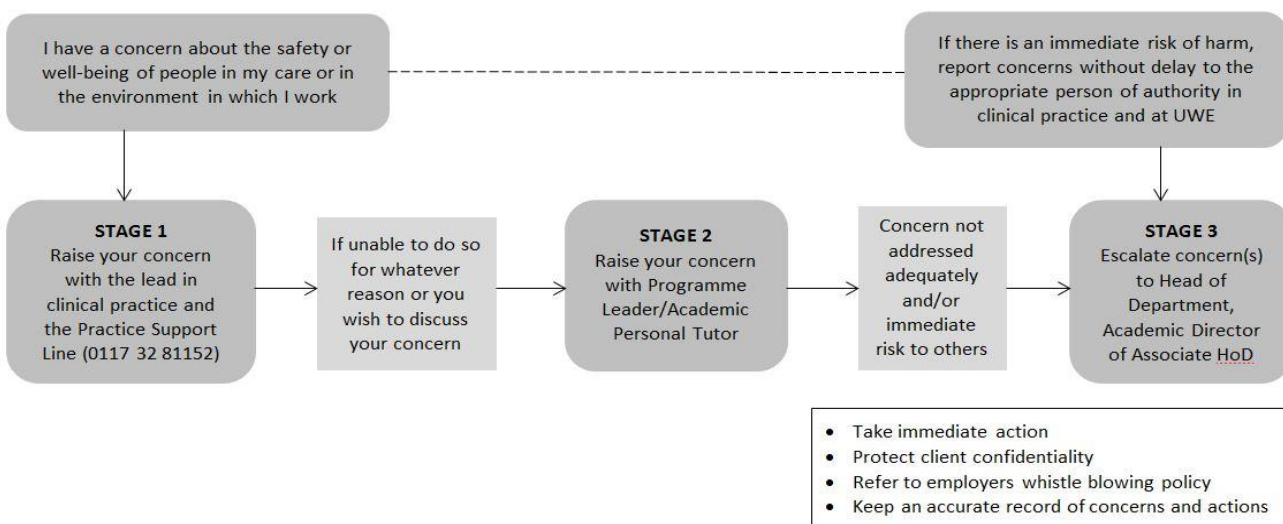 I have a concern about the safety or
well-being of people in my care or in
the environment in which I work
If there is an immediate risk of harm,
report concerns without delay to the
appropriate person of authority in
clinical practice and at UWE
STAGE 1
Raise your concern
with the lead in
clinical practice and
the Practice Support
Line (0117 32 81152)
If unable to do so
for whatever
reason or you
wish to discuss
your concern
STAGE 2
Raise your concern
with Programme
Leader/Academic
Personal Tutor
Concern not
addressed
adequately
and/or
immediate
risk to others
STAGE 3
Escalate concern(s)
to Head of
Department,
Academic Director
of Associate HoD
• Take immediate action
• Protect client confidentiality
• Refer to employers whistle blowing policy
• Keep an accurate record of concerns and actions